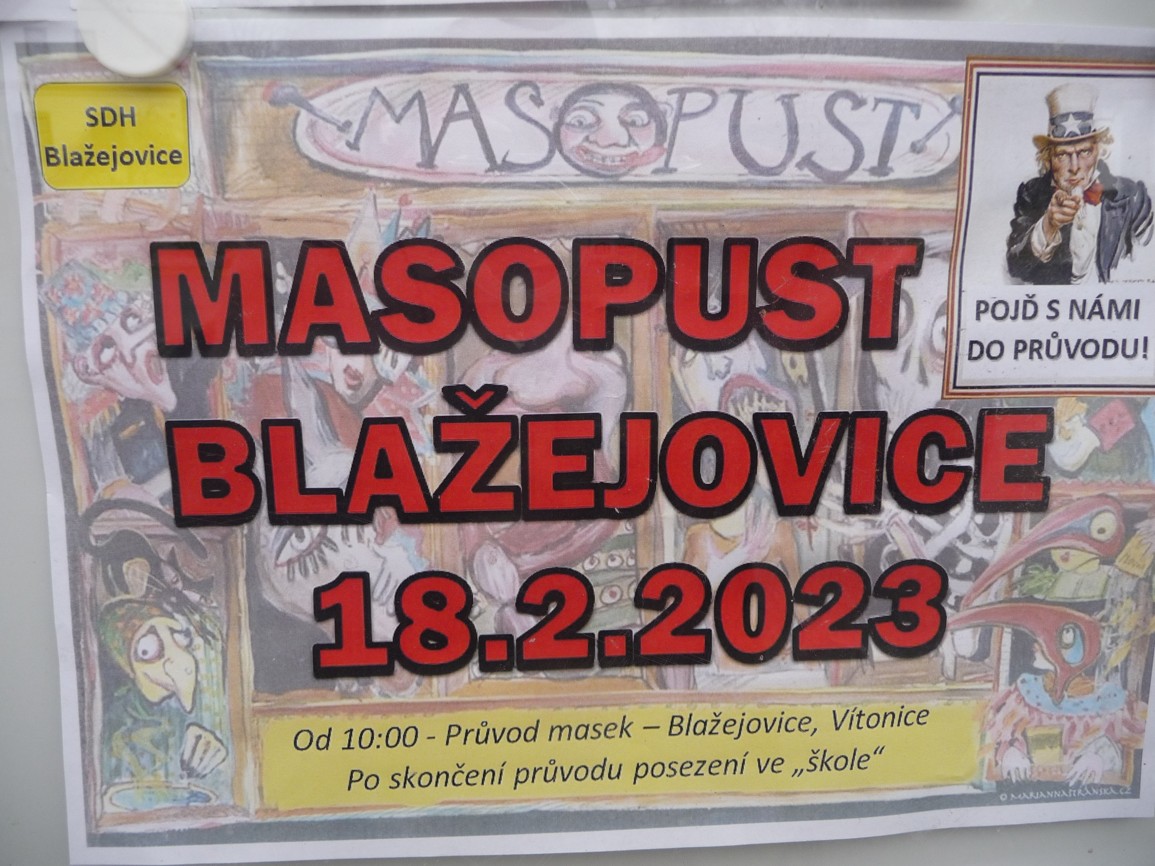 SDH
Blažejovice
MASOPUST
POJĎ S NÁMI
DO PRŮVODU!
MASOPUST
BLAŽEJOVICE
18.2.2023
Od 10:00 - Průvod masek – Blažejovice, Vítonice
Po skončení průvodu posezení ve „škole“